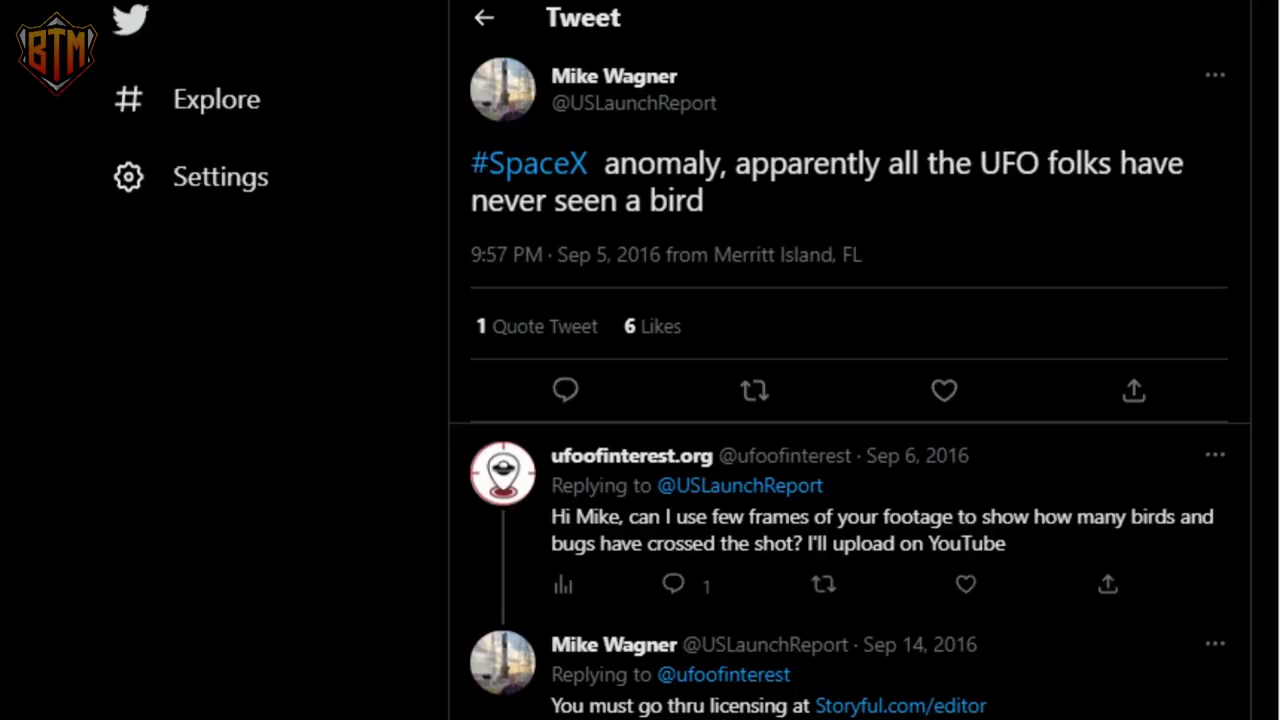 BTM
Explore
Settings
Tweet
Mike Wagner
@USLaunchReport
#SpaceX anomaly, apparently all the UFO folks have
never seen a bird
9:57 PM · Sep 5, 2016 from Merritt Island, FL
1 Quote Tweet 6 Likes
ufoofinterest.org @ufoofinterest · Sep 6, 2016
Replying to @USLaunchReport
Hi Mike, can I use few frames of your footage to show how many birds and
bugs have crossed the shot? I'll upload on YouTube
1
Mike Wagner @USLaunchReport · Sep 14, 2016
Replying to @ufoofinterest
You must go thru licensing at Storyful.com/editor